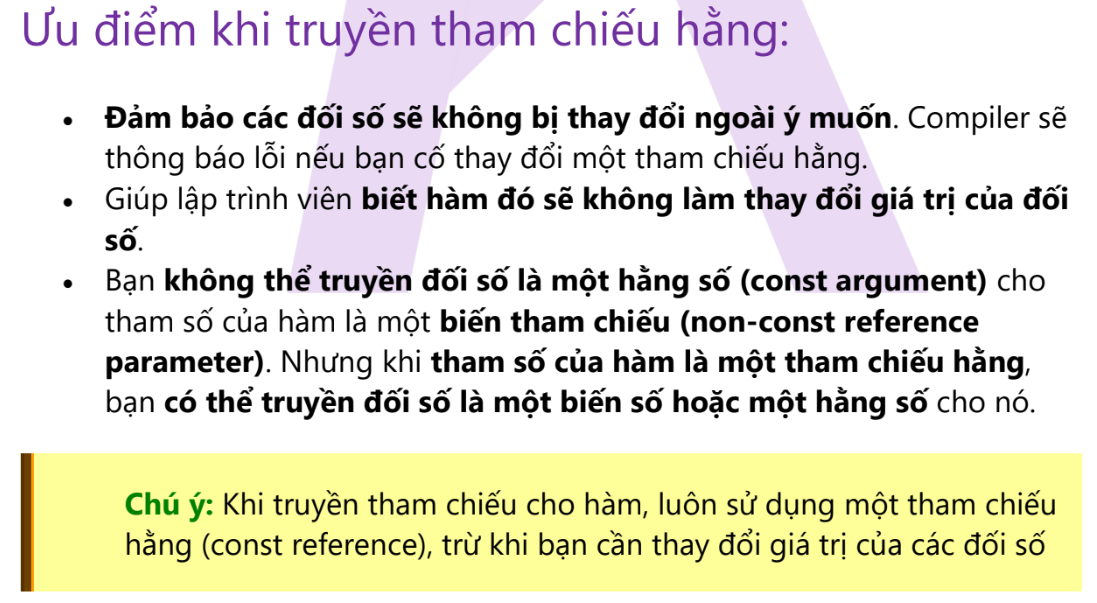 Ưu điểm khi truyền tham chiếu hằng:
• Đảm bảo các đối số sẽ không bị thay đổi ngoài ý muốn. Compiler sẽ
thông báo lỗi nếu bạn cố thay đổi một tham chiếu hằng.
• Giúp lập trình viên biết hàm đó sẽ không làm thay đổi giá trị của đối
số.
• Bạn không thể truyền đối số là một hằng số (const argument) cho
tham số của hàm là một biến tham chiếu (non-const reference
parameter). Nhưng khi tham số của hàm là một tham chiếu hằng,
bạn có thể truyền đối số là một biến số hoặc một hằng số cho nó.
Chú ý: Khi truyền tham chiếu cho hàm, luôn sử dụng một tham chiếu
hằng (const reference), trừ khi bạn cần thay đổi giá trị của các đối số